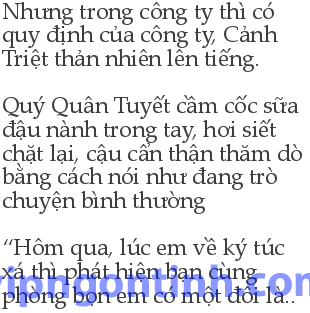 Nhưng trong công ty thì có
quy định của công ty, Cảnh
Triệt thản nhiên lên tiếng.
Quý Quân Tuyết cầm cốc sữa
đậu nành trong tay, hơi siết
chặt lại, cậu cẩn thận thăm dò
bằng cách nói như đang trò
chuyện bình thường
“Hôm qua, lúc em về ký túc
xá thì phát hiện bạn cùng
phòng bọn em có một đôi là..
vipngontinh.com